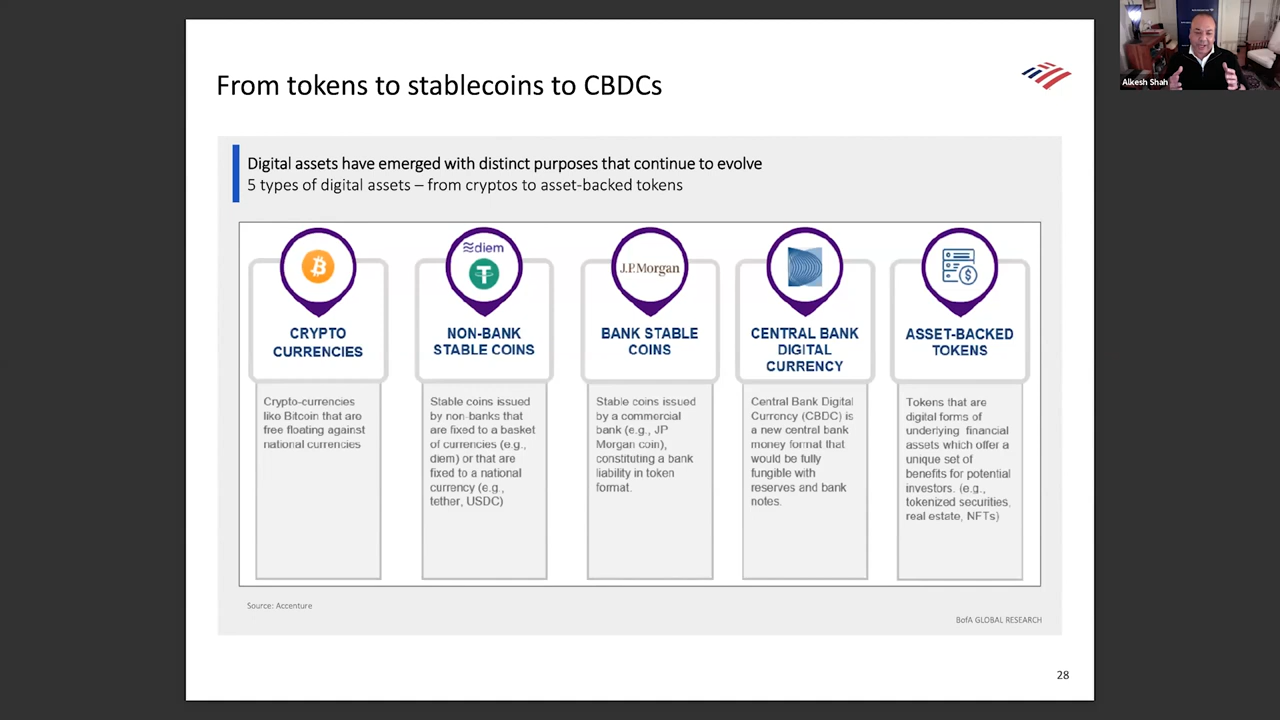 From tokens to stablecoins to CBDCs
Alkesh Shah
Digital assets have emerged with distinct purposes that continue to evolve
5 types of digital assets – from cryptos to asset-backed tokens
diem
J.P.Morgan
CRYPTO
CURRENCIES
Crypto-currencies
like Bitcoin that are
free floating against
national currencies
NON-BANK
STABLE COINS
Stable coins issued
by non-banks that
are fixed to a basket
of currencies (e.g.,
diem) or that are
fixed to a national
currency (e.g.,
tether, USDC)
BANK STABLE
COINS
Stable coins issued
by a commercial
bank (e.g., JP
Morgan coin),
constituting a bank
liability in token
format.
CENTRAL BANK
DIGITAL
CURRENCY
Central Bank Digital
Currency (CBDC) is
a new central bank
money format that
would be fully
fungible with
reserves and bank
notes.
ASSET-BACKED
TOKENS
Tokens that are
digital forms of
underlying financial
assets which offer a
unique set of
benefits for potential
investors. (e.g.,
tokenized securities,
real estate, NFTs)
Source: Accenture
BofA GLOBAL RESEARCH
28